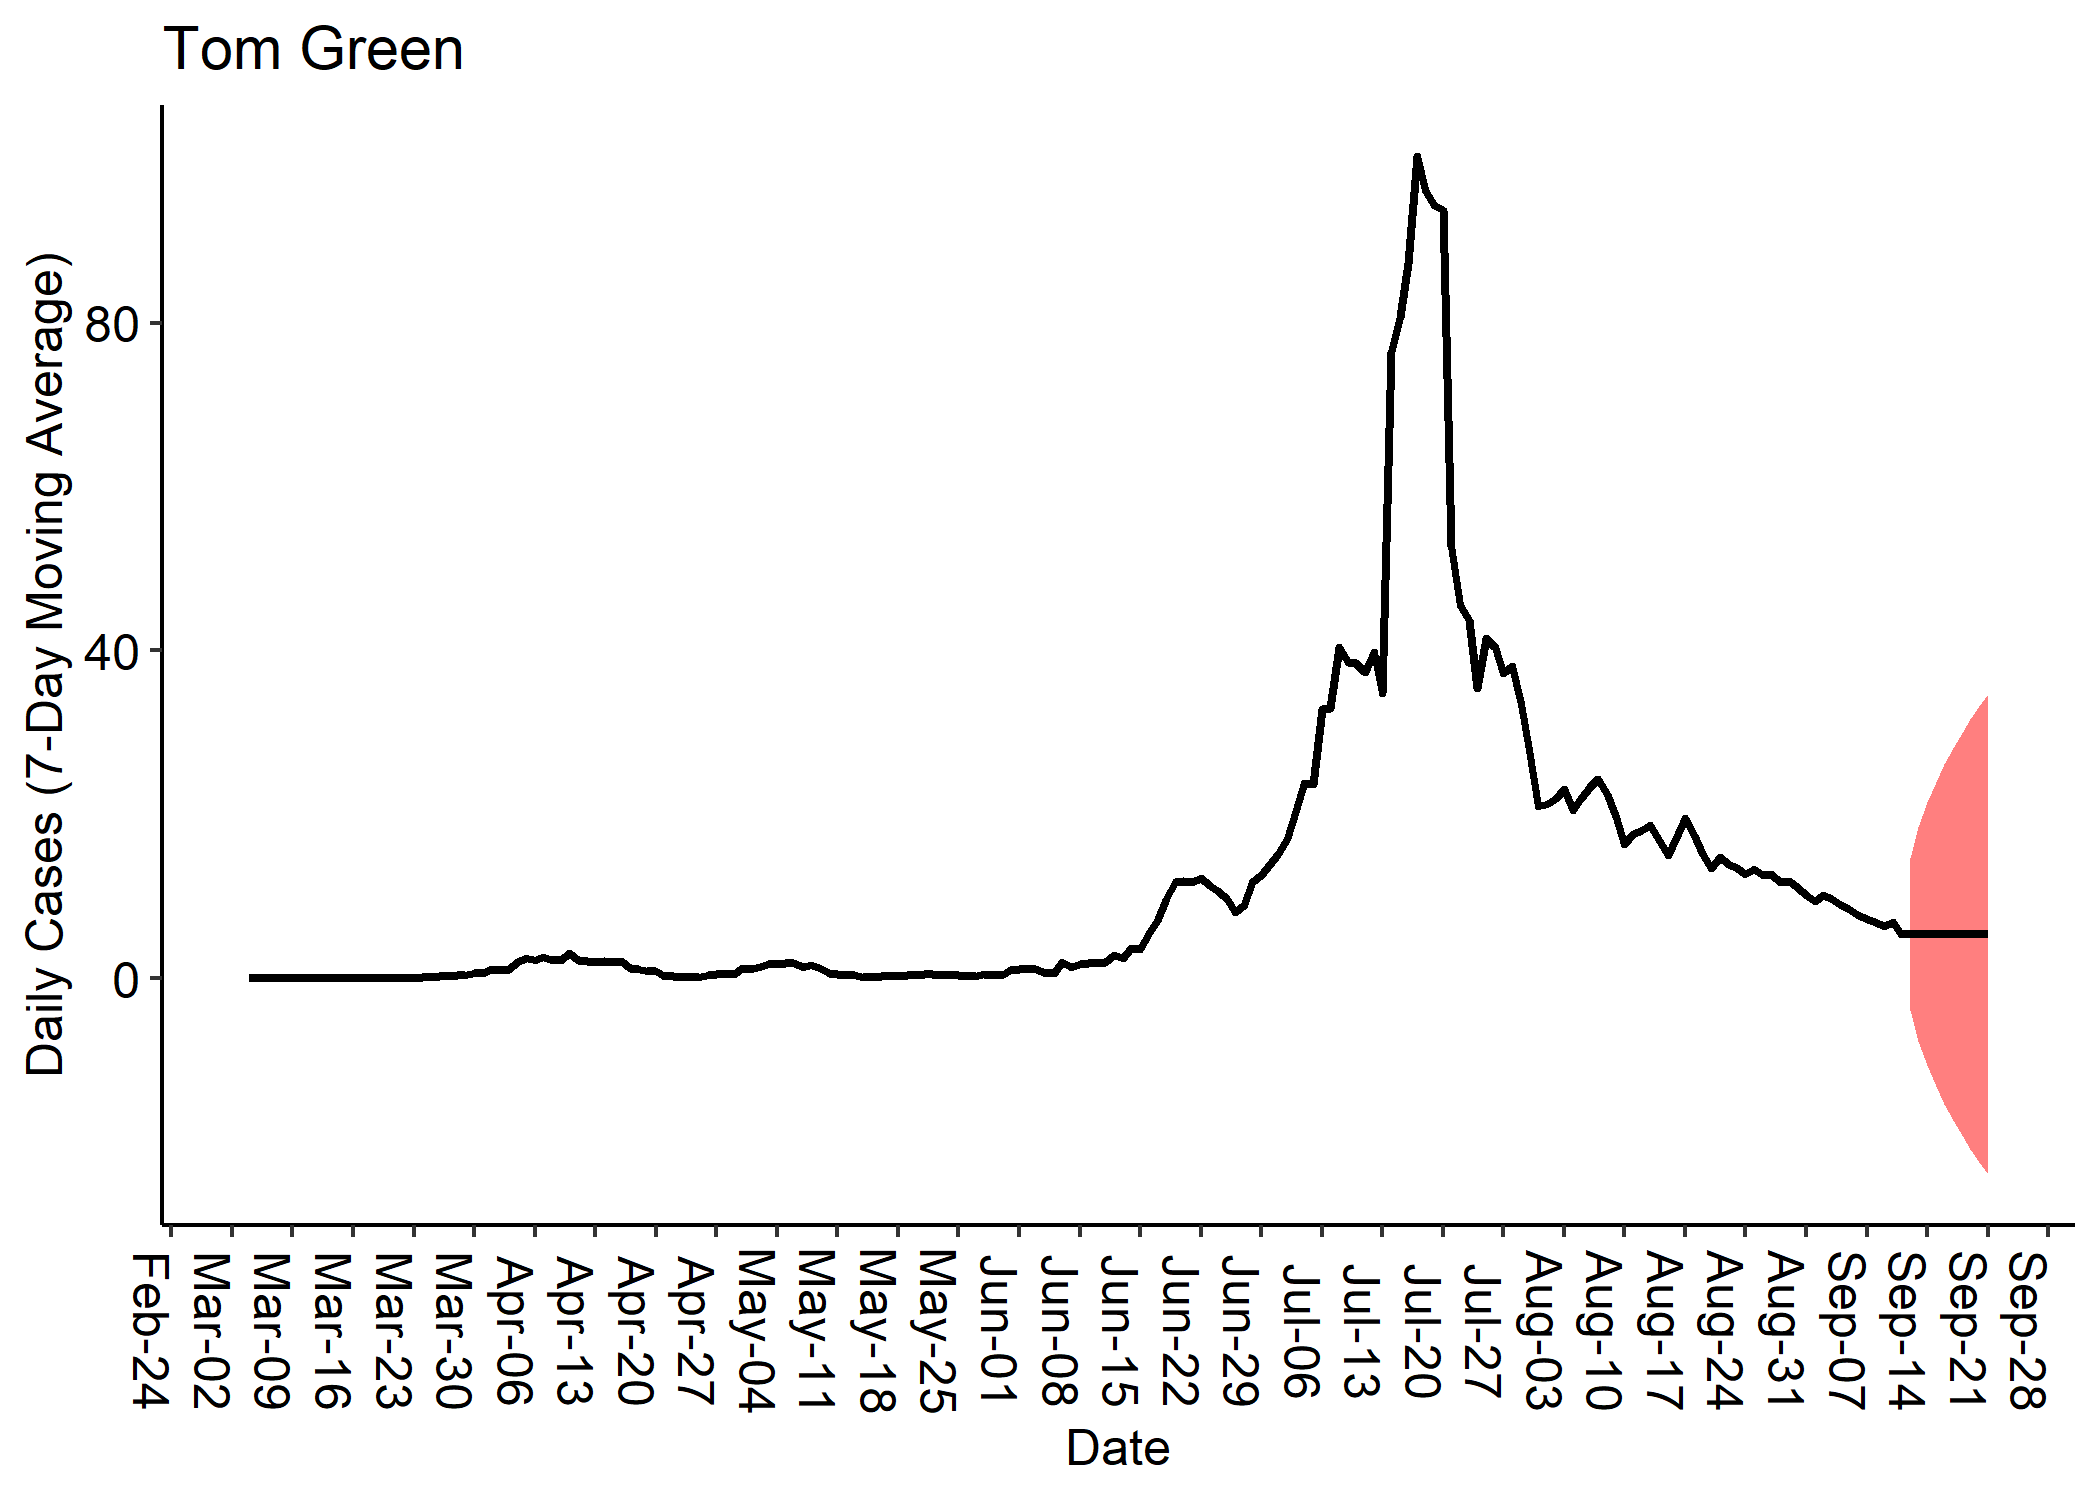 Tom Green
Daily Cases (7-Day Moving Average)
80
40
0
Feb-24
Mar-02
Mar-09
Mar-16
Mar-23
Mar-30
Apr-06
Apr-13
Apr-20
Apr-27
May-04
May-11
May-18
May-25
Jun-01
Jun-08
Jun-15
Jun-22
Jun-29
Jul-06
Jul-13
Jul-20
Jul-27
Aug-03
Aug-10
Aug-17
Aug-24
Aug-31
Sep-07
Sep-14
Sep-21
Sep-28
Date